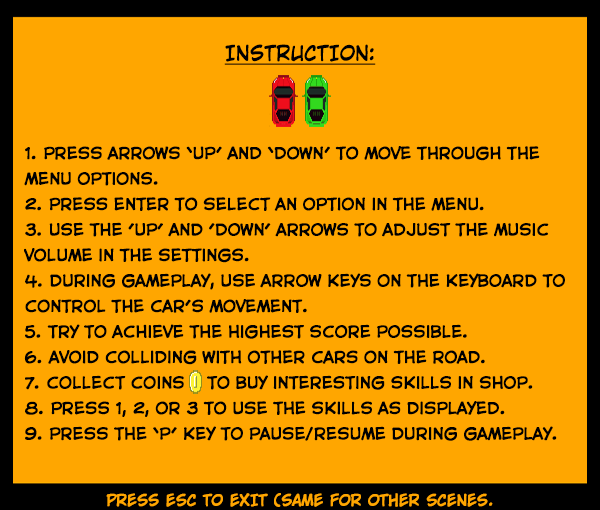 INSTRUCTION:
1. PRESS ARROWS 'UP' AND 'DOWN' TO MOVE THROUGH THE
MENU OPTIONS.
2. PRESS ENTER TO SELECT AN OPTION IN THE MENU.
3. USE THE 'UP' AND 'DOWN' ARROWS TO ADJUST THE MUSIC
VOLUME IN THE SETTINGS.
4. DURING GAMEPLAY, USE ARROW KEYS ON THE KEYBOARD TO
CONTROL THE CAR'S MOVEMENT.
5. TRY TO ACHIEVE THE HIGHEST SCORE POSSIBLE.
6. AVOID COLLIDING WITH OTHER CARS ON THE ROAD.
7. COLLECT COINS TO BUY INTERESTING SKILLS IN SHOP.
8. PRESS 1, 2, OR 3 TO USE THE SKILLS AS DISPLAYED.
9. PRESS THE 'P' KEY TO PAUSE/RESUME DURING GAMEPLAY.
PRESS ESC TO EXIT (SAME FOR OTHER SCENES.